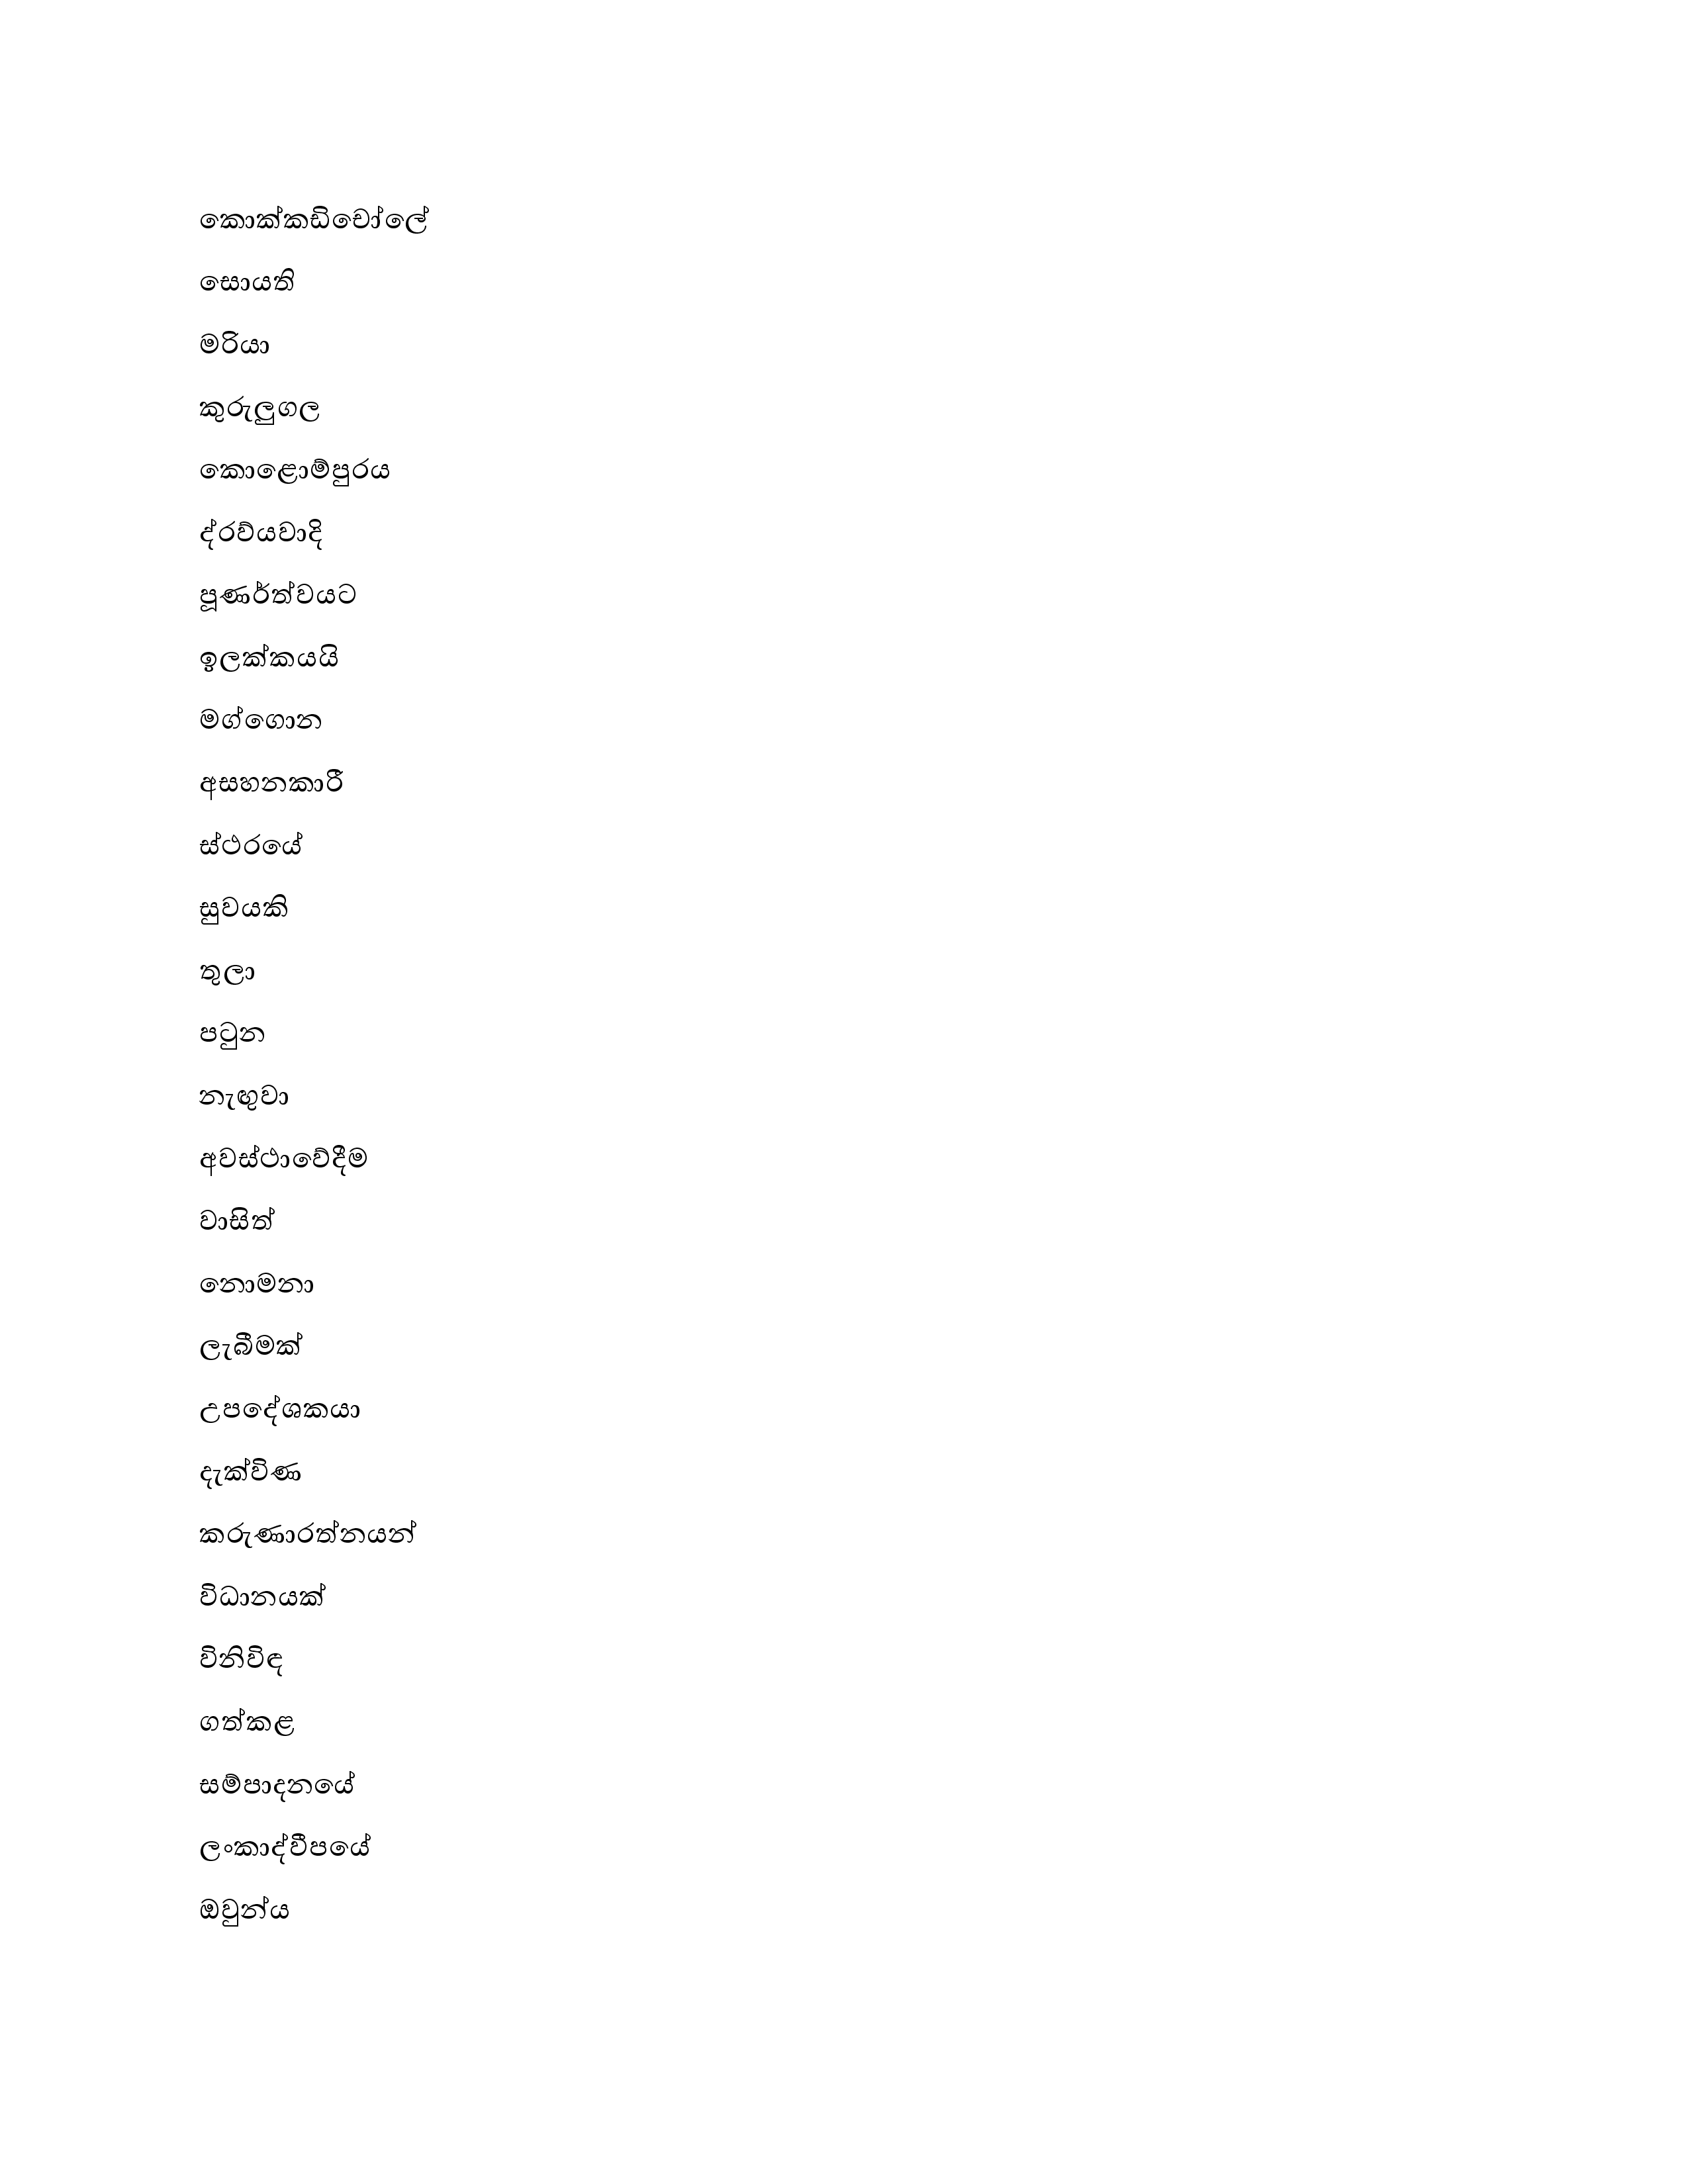 කොක්කඩිචෝලේ
සොයති
මරියා
කුරුලුගල
කොළොම්පුරය
ද්රව්යවාදි
පූර්ණත්වයට
ඉලක්කයයි
මග්ගොන
අසහනකාරී
ස්ථරයේ
සුවයකි
තුලා
පටුන
නැඟුවා
අවස්ථාවේදීම
වාසිත්
නොමනා
ලැබීමක්
උපදේශකයා
දැක්විණ
කරුණාරත්නයන්
විධානයක්
විනිවිඳ
ගත්කළ
සම්පාදනයේ
ලංකාද්වීපයේ
ඔවුන්ය